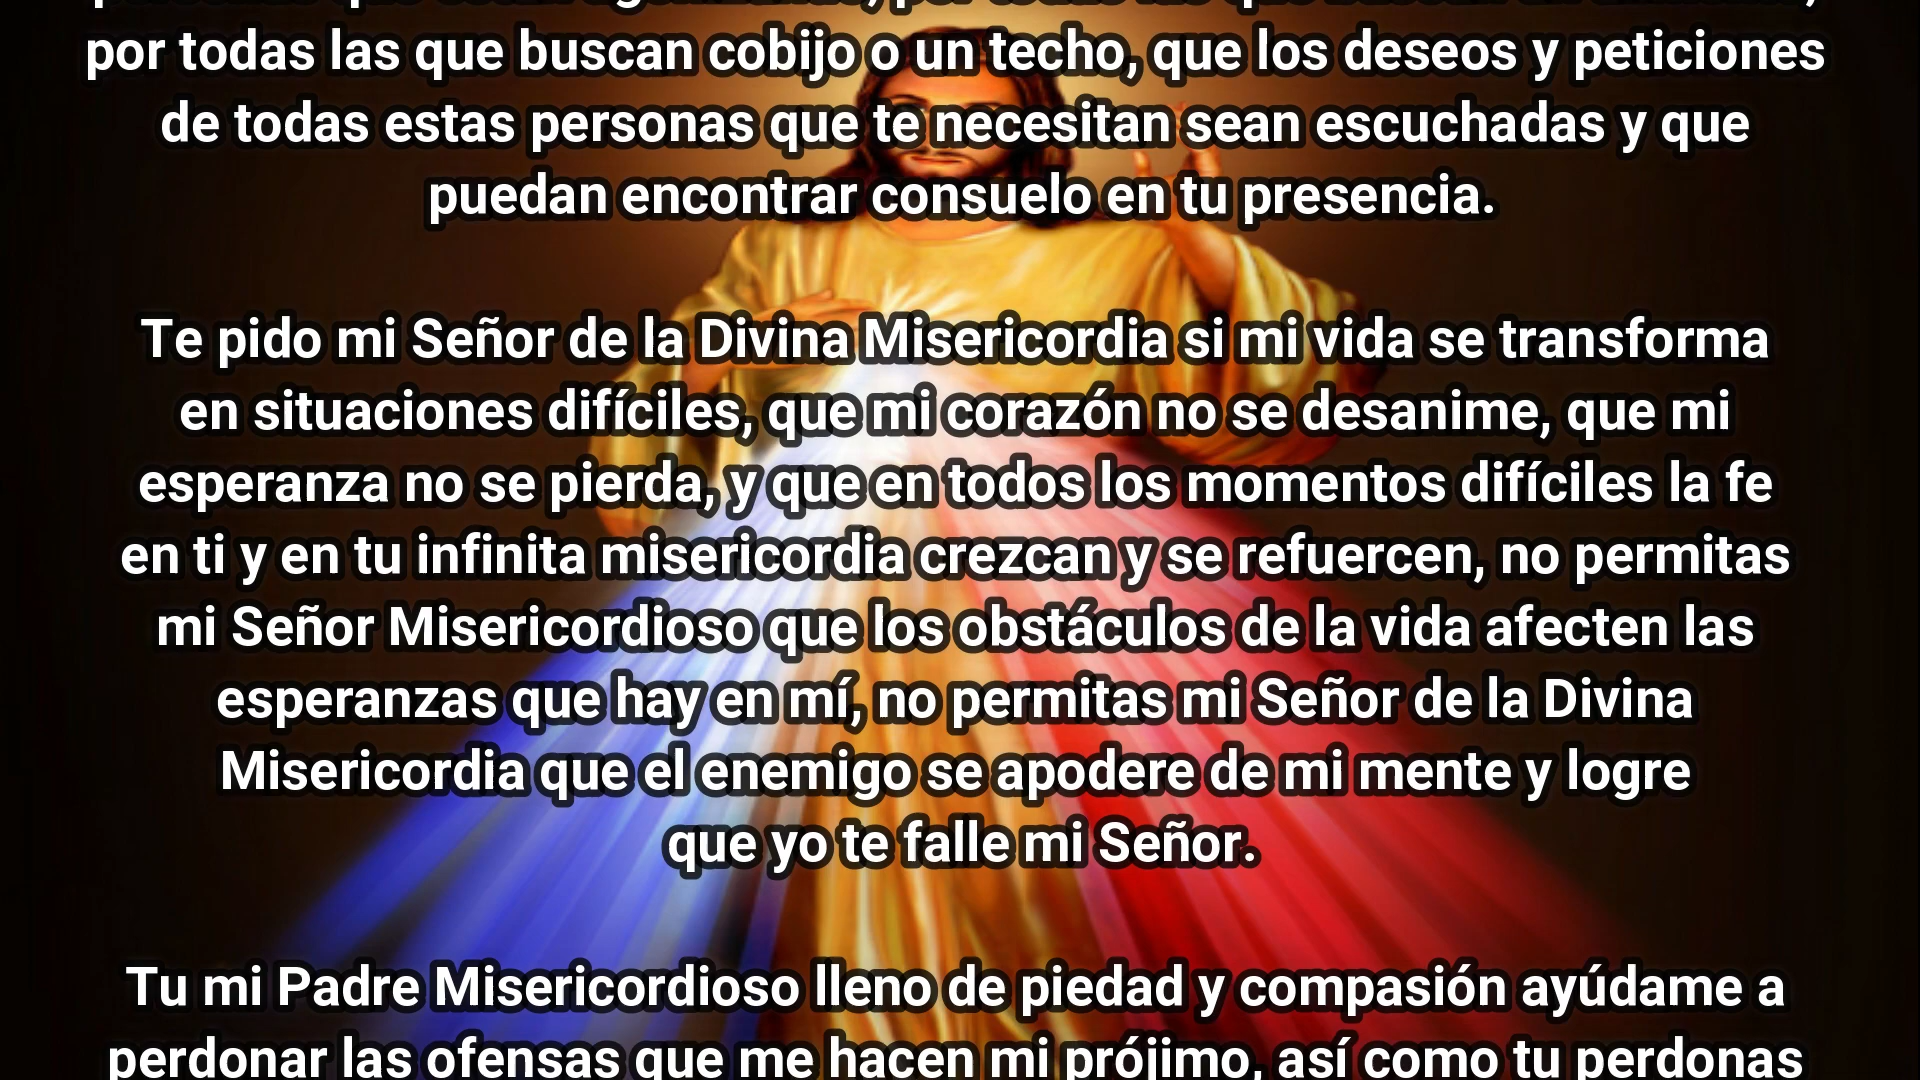 por todas las que buscan cobijo o un techo, que los deseos y peticiones
de todas estas personas que te necesitan sean escuchadas y que
puedan encontrar consuelo en tu presencia.
Te pido mi Señor de la Divina Misericordia si mi vida se transforma
en situaciones difíciles, que mi corazón no se desanime, que mi
esperanza no se pierda, y que en todos los momentos difíciles la fe
en ti y en tu infinita misericordia crezcan y se refuercen, no permitas
mi Señor Misericordioso que los obstáculos de la vida afecten las
esperanzas que hay en mí, no permitas mi Señor de la Divina
Misericordia que el enemigo se apodere de mi mente y logre
que yo te falle mi Señor.
Tu mi Padre Misericordioso lleno de piedad y compasión ayúdame a
perdonar las ofensas que me hacen mi prójimo, así como tu perdonas